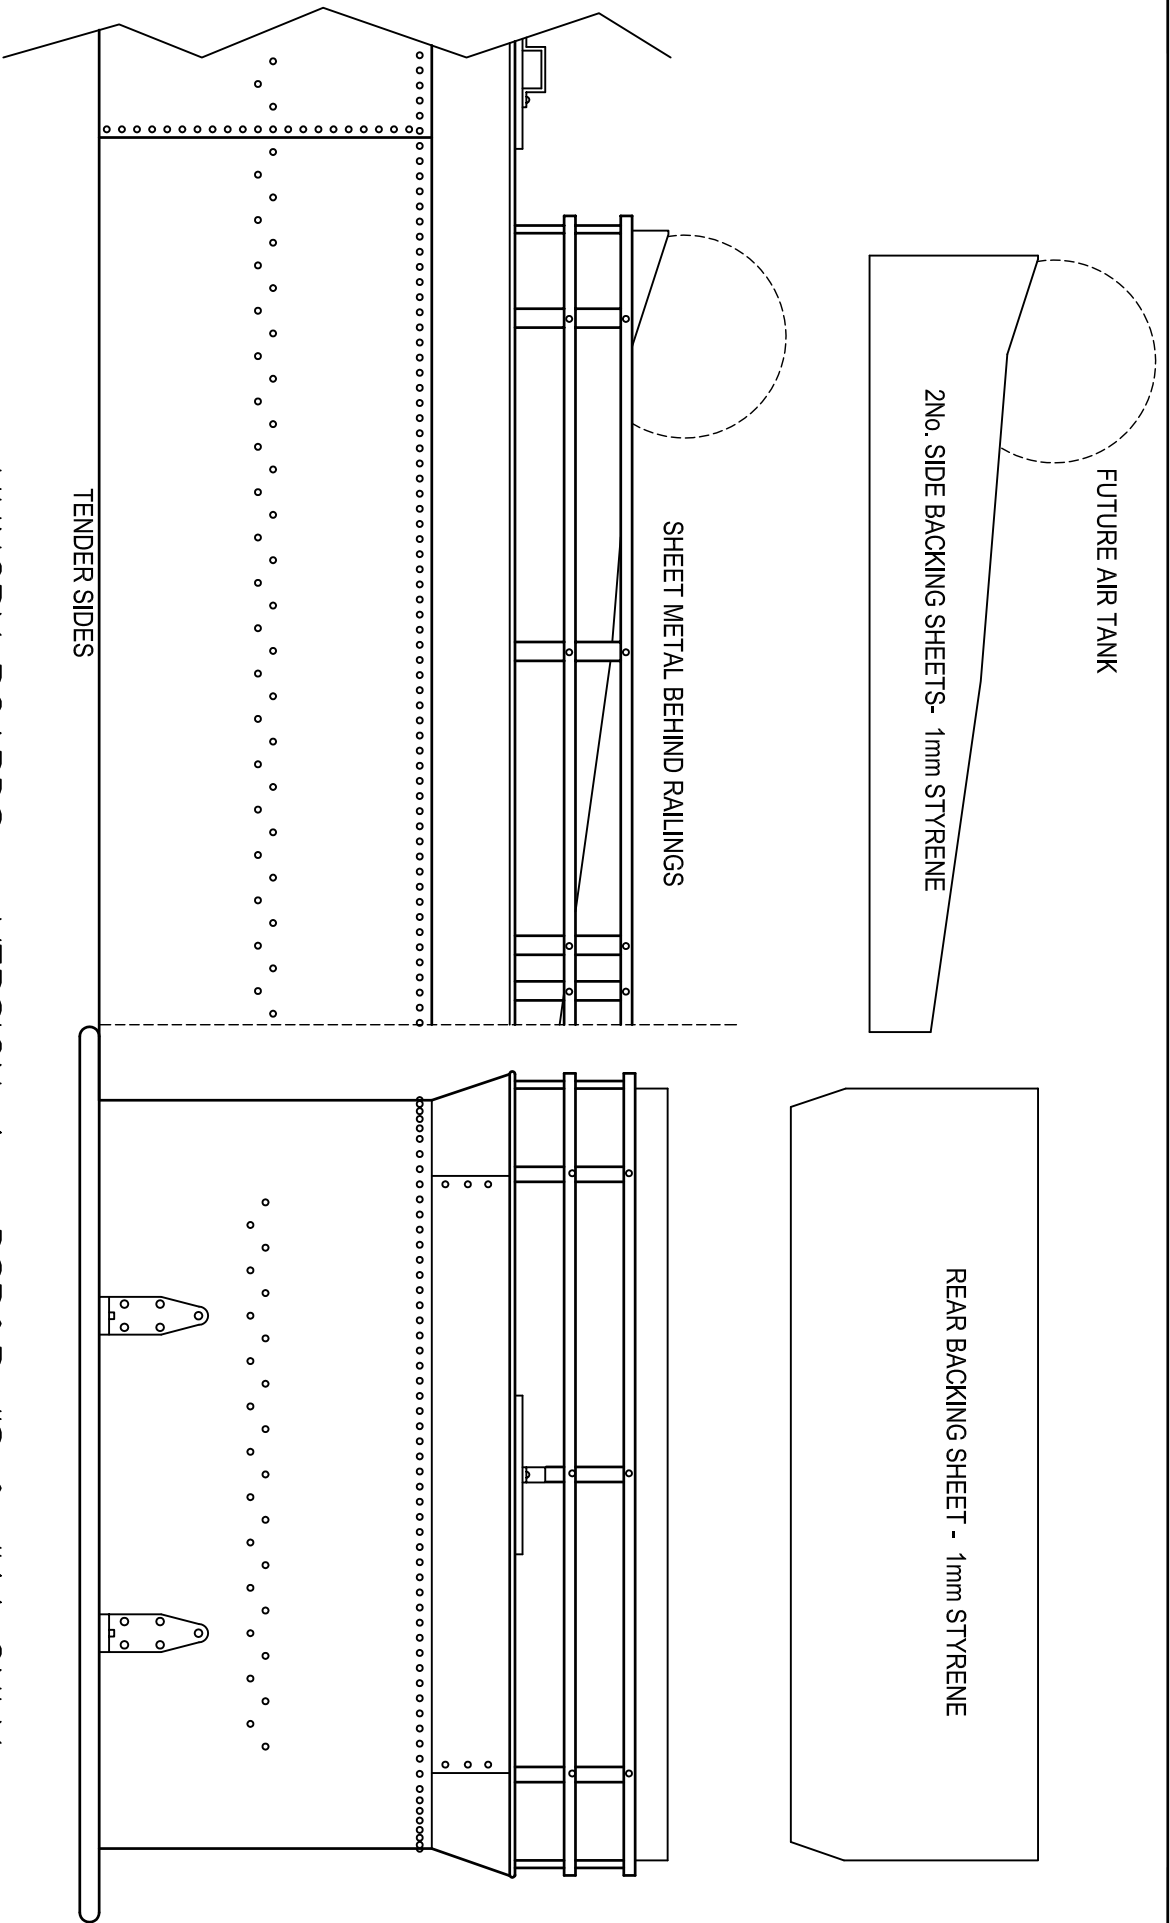 FUTURE AIR TANK
2No. SIDE BACKING SHEETS- 1mm STYRENE
REAR BACKING SHEET - 1mm STYRENE
SHEET METAL BEHIND RAILINGS
TENDER SIDES